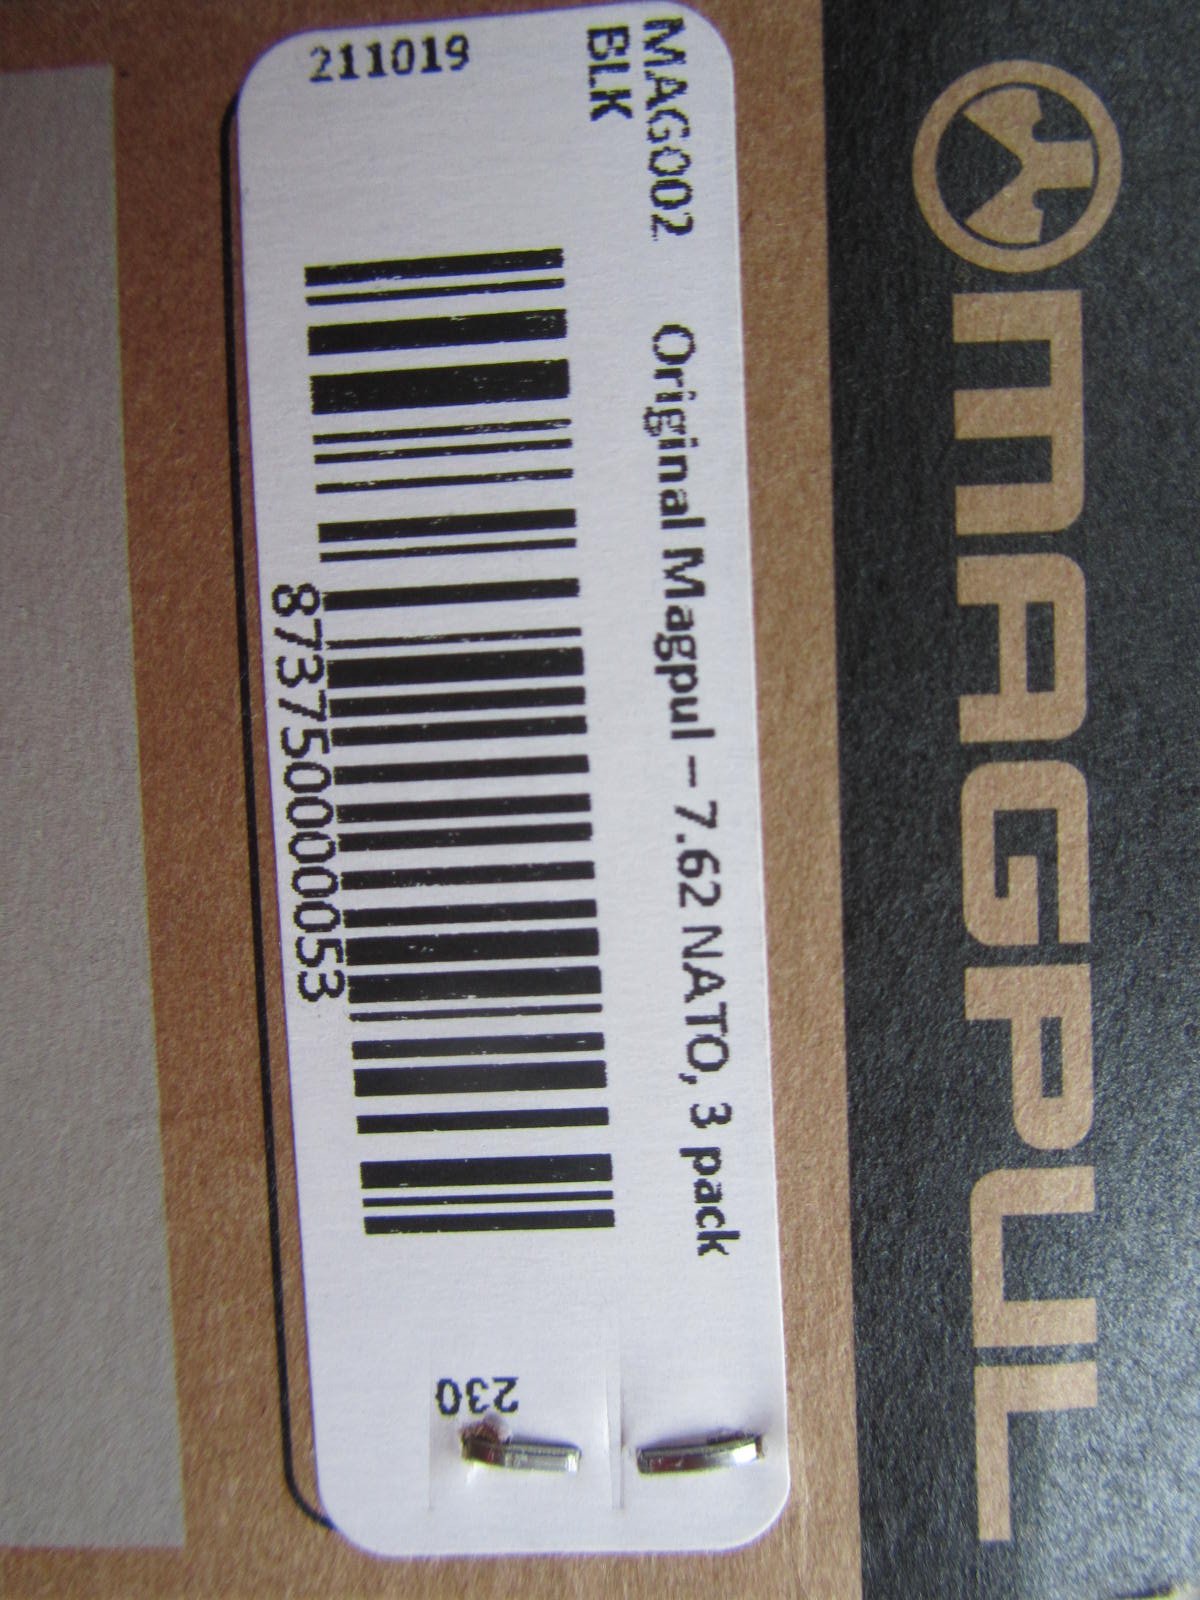 MAGPUL
MAG002 Original Magpul – 7.62 NATO, 3 pack
BLK
873750000053
211019
230